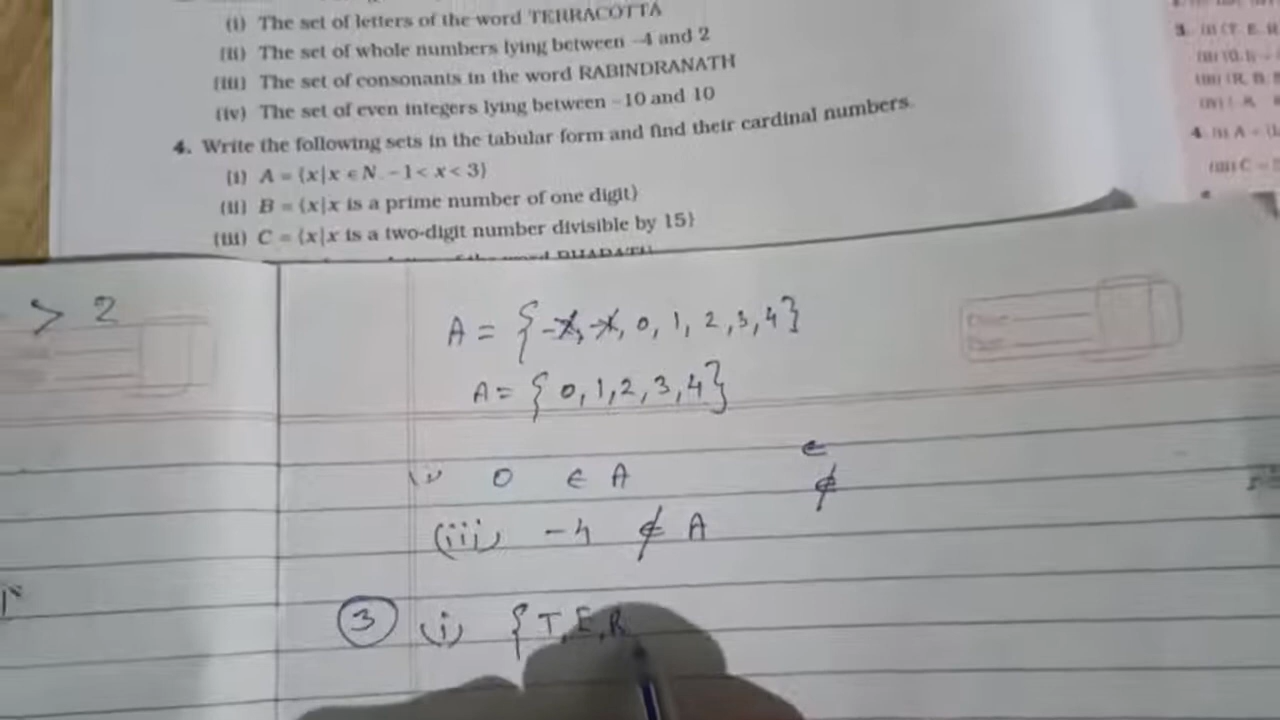 (i) The set of letters of the word TERRACOTTA
(ii) The set of whole numbers lying between -4 and 2
(iii) The set of consonants in the word RABINDRANATH
(iv) The set of even integers lying between -10 and 10
4. Write the following sets in the tabular form and find their cardinal numbers.
(i) A = {x|x ∈ N, -1 < x < 3}
(ii) B = {x|x is a prime number of one digit}
(iii) C = {x|x is a two-digit number divisible by 15}
> 2
A = { 0, 1, 2, 3, 4}
A = { 0, 1, 2, 3, 4}
∈
(i) 0 ∈ A
∉
(iii) -4 ∉ A
3 (i) { T, E, R